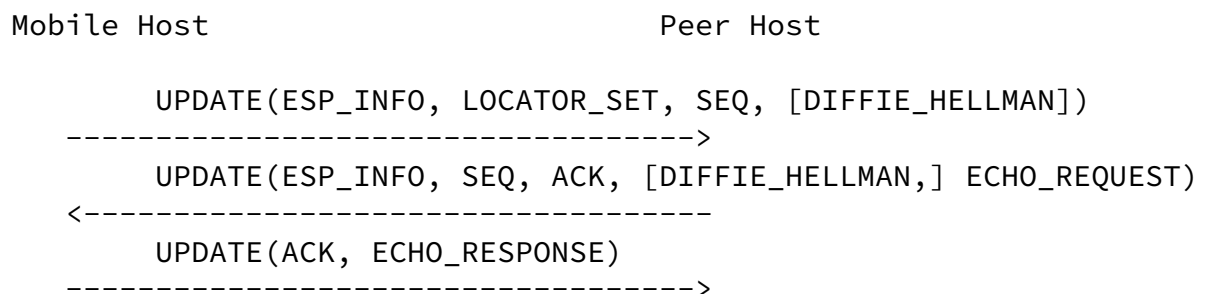 Mobile Host                         Peer Host
UPDATE(ESP_INFO, LOCATOR_SET, SEQ, [DIFFIE_HELLMAN])
----------------------------------->
UPDATE(ESP_INFO, SEQ, ACK, [DIFFIE_HELLMAN,] ECHO_REQUEST)
<-----------------------------------
UPDATE(ACK, ECHO_RESPONSE)
----------------------------------->